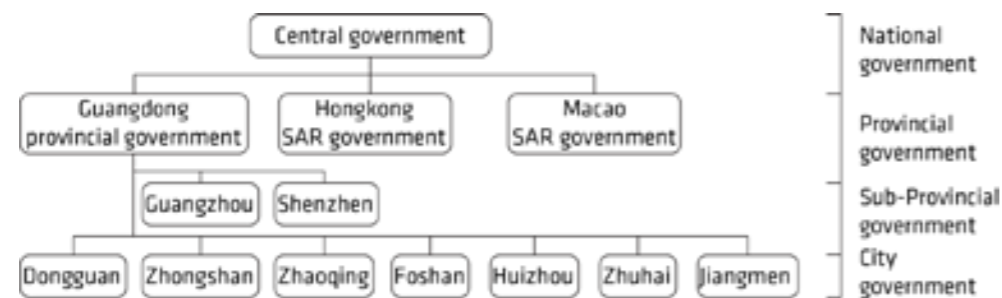 Central government
National
government
Guangdong
provincial government
Hongkong
SAR government
Macao
SAR government
Provincial
government
Guangzhou
Shenzhen
Sub-Provincial
government
Dongguan
Zhongshan
Zhaoqing
Foshan
Huizhou
Zhuhai
Jiangmen
City
government